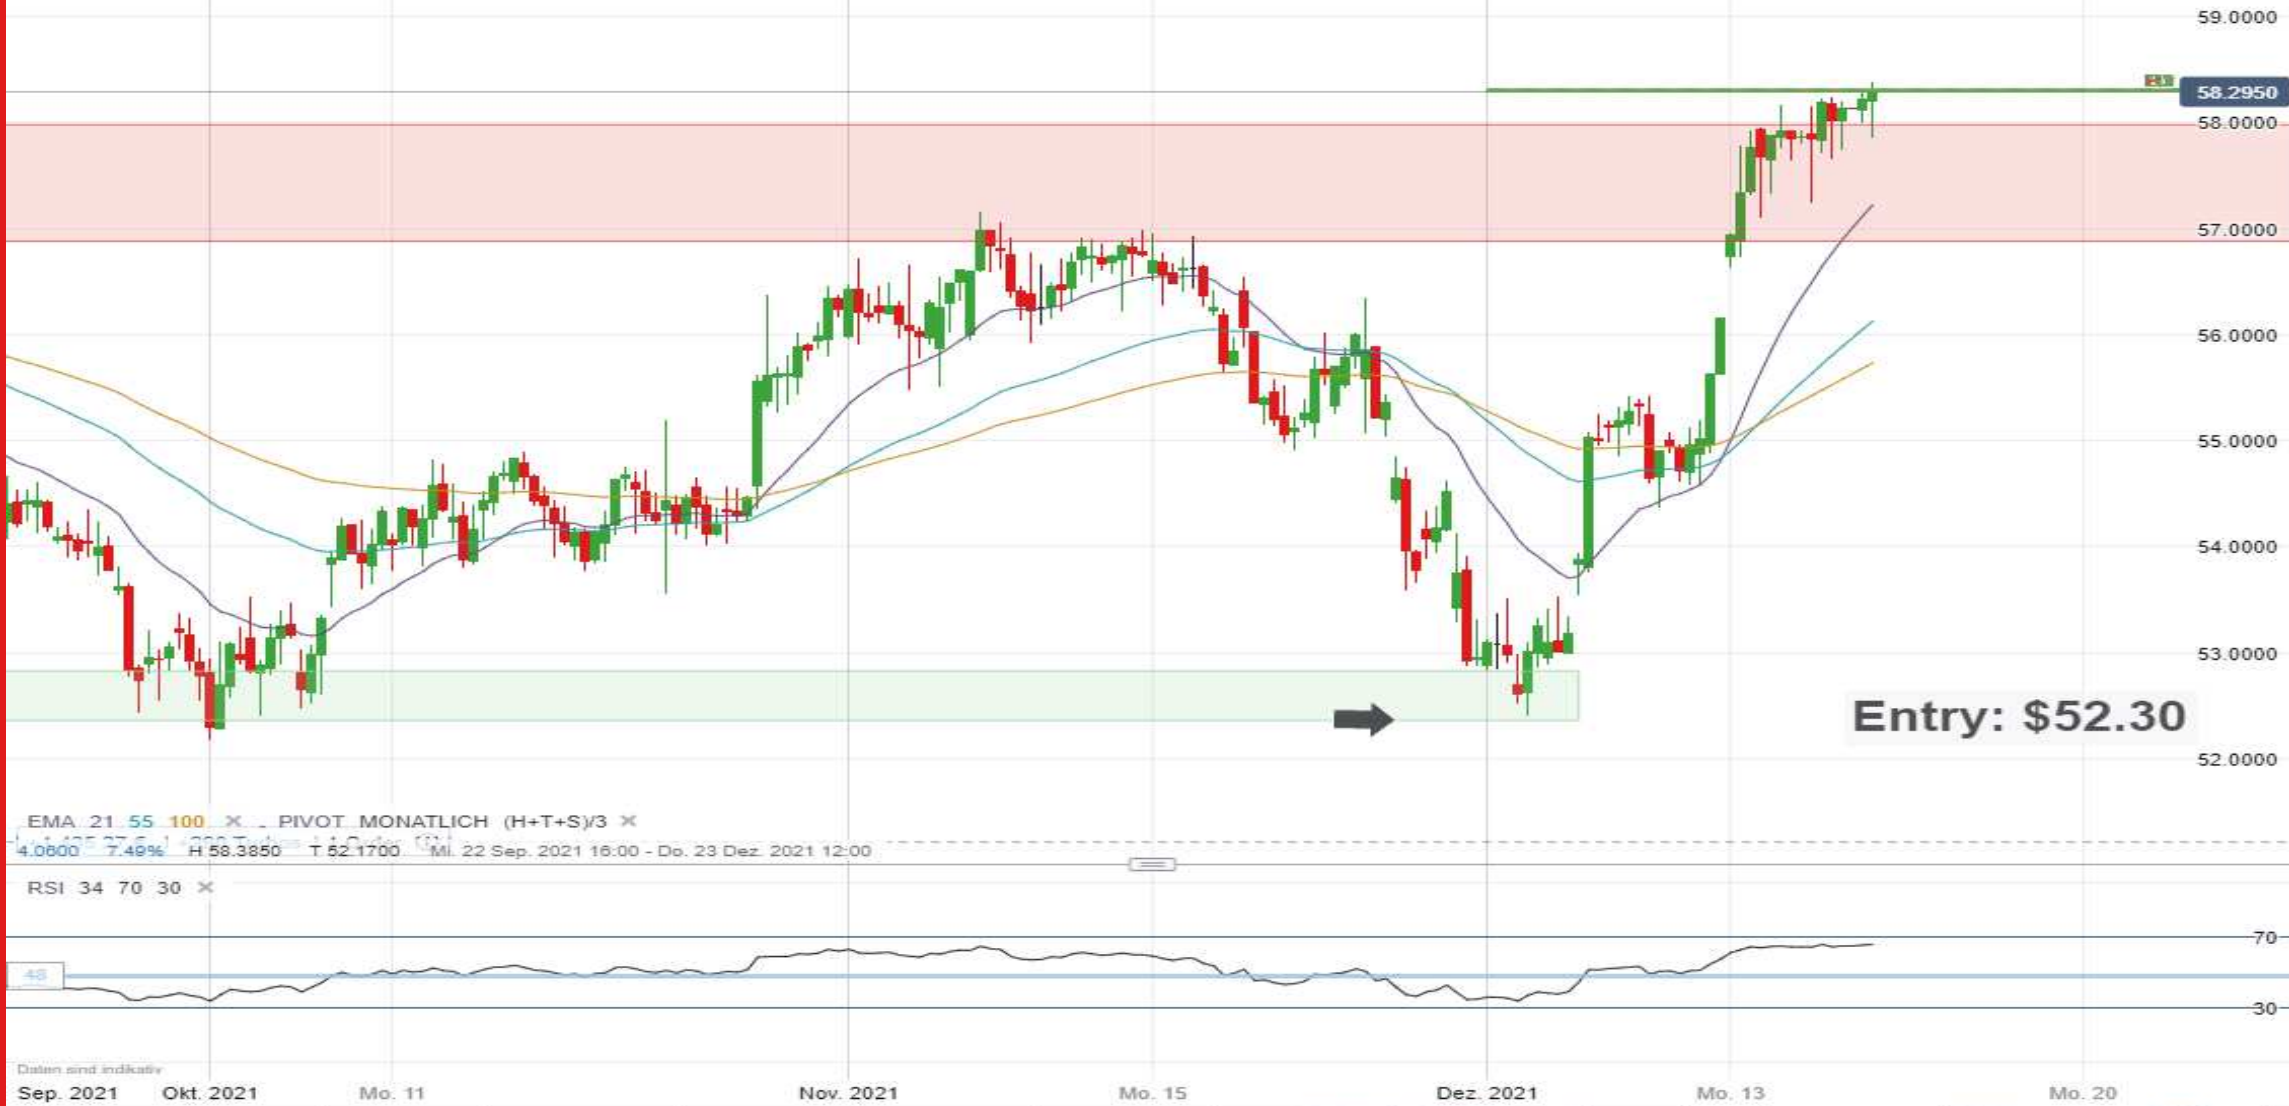 59.0000
58.2950
58.0000
57.0000
56.0000
55.0000
54.0000
53.0000
Entry: $52.30
52.0000
EMA 21 55 100 PIVOT MONATLICH (H+T+S)/3
4.0600 7.49% H 58.3850 T 52.1700 Mi. 22 Sep. 2021 16:00 - Do. 23 Dez. 2021 12:00
RSI 34 70 30
70
48
30
Daten sind indikativ
Sep. 2021 Okt. 2021 Mo. 11 Nov. 2021 Mo. 15 Dez. 2021 Mo. 13 Mo. 20